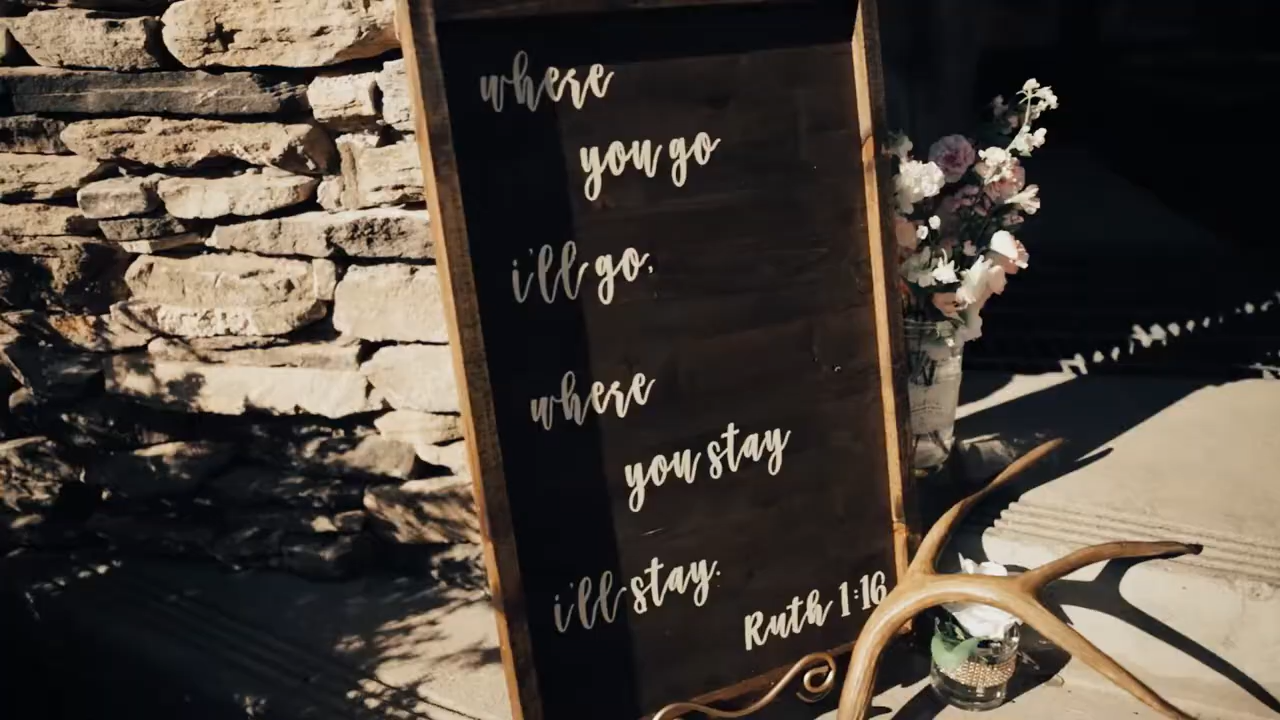 where
you go
i'll go,
where
you stay
i'll stay.
Ruth 1:16